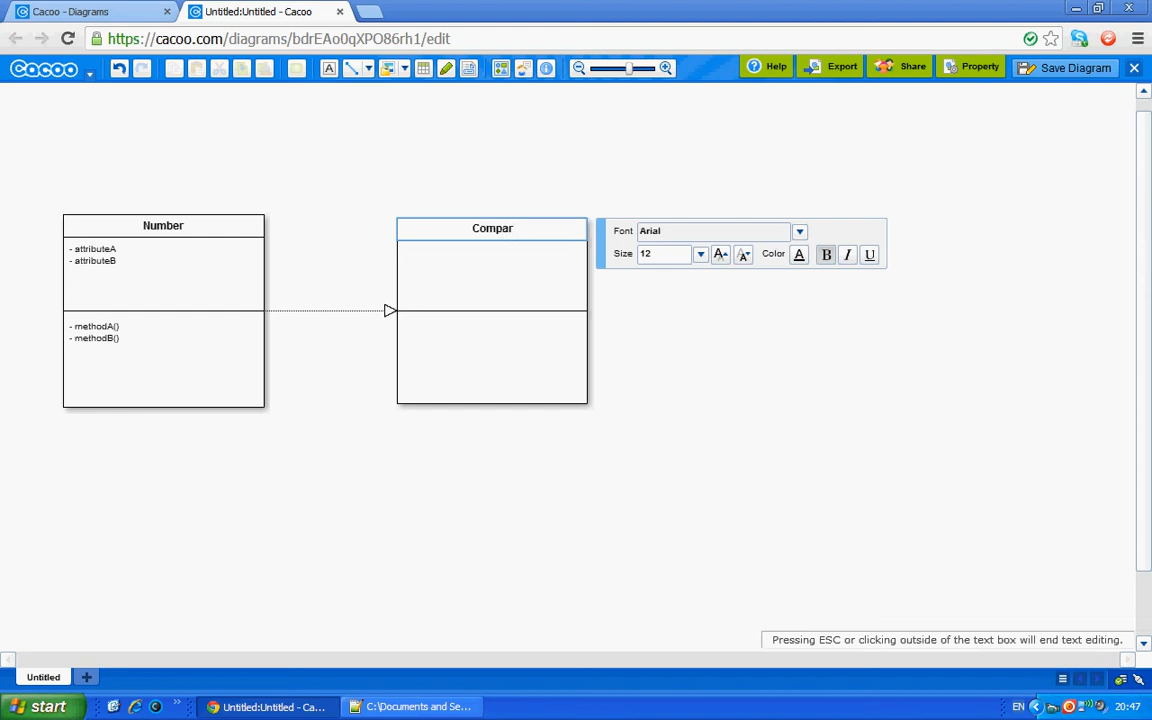 Cacoo - Diagrams
Untitled:Untitled - Cacoo
https://cacoo.com/diagrams/bdrEAo0qXPO86rh1/edit
Cacoo
A
Help
Export
Share
Property
Save Diagram
Number
- attributeA
- attributeB
- methodA()
- methodB()
Compar
Font
Arial
Size
12
A
A
Color
A
B
I
U
Pressing ESC or clicking outside of the text box will end text editing.
Untitled
start
Untitled:Untitled - Ca...
C:\Documents and Se...
EN
20:47